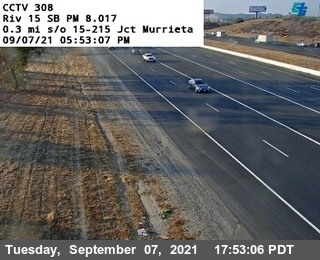 CCTV 308
Riv 15 SB PM 8.017
0.3 mi s/o 15-215 Jct Murrieta
09/07/21 05:53:07 PM
Tuesday, September 07, 2021 17:53:06 PDT